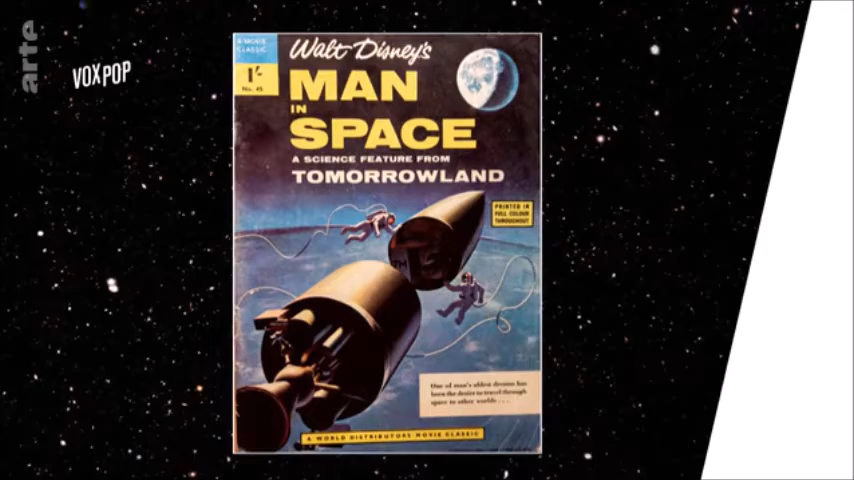 arte
VOXPOP
A MOVIE
CLASSIC
1/-
No. 45
Walt Disney's
MAN
IN
SPACE
A SCIENCE FEATURE FROM
TOMORROWLAND
PRINTED IN
FULL COLOUR
THROUGHOUT
One of man's oldest dreams has
been the desire to travel through
space to other worlds . . .
A WORLD DISTRIBUTORS MOVIE CLASSIC